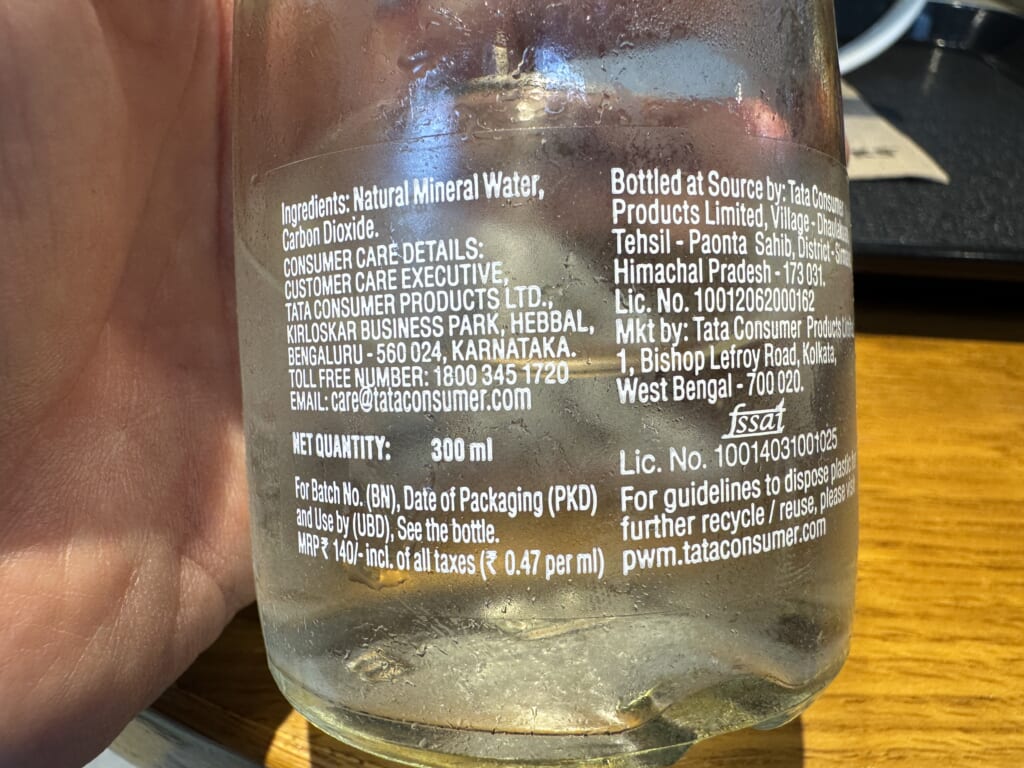 Ingredients: Natural Mineral Water,
Carbon Dioxide.
CONSUMER CARE DETAILS:
CUSTOMER CARE EXECUTIVE,
TATA CONSUMER PRODUCTS LTD.,
KIRLOSKAR BUSINESS PARK, HEBBAL,
BENGALURU - 560 024, KARNATAKA.
TOLL FREE NUMBER: 1800 345 1720
EMAIL: care@tataconsumer.com
NET QUANTITY: 300 ml
For Batch No. (BN), Date of Packaging (PKD)
and Use by (UBD), See the bottle.
MRP ₹ 140/- incl. of all taxes (₹ 0.47 per ml)
Bottled at Source by: Tata Consumer
Products Limited, Village -
Tehsil - Paonta Sahib, District -
Himachal Pradesh - 173 031.
Lic. No. 10012062000162
Mkt by: Tata Consumer Products
1, Bishop Lefroy Road, Kolkata,
West Bengal - 700 020.
fssai
Lic. No. 10014031001025
For guidelines to dispose plastic
further recycle / reuse, please
pwm.tataconsumer.com